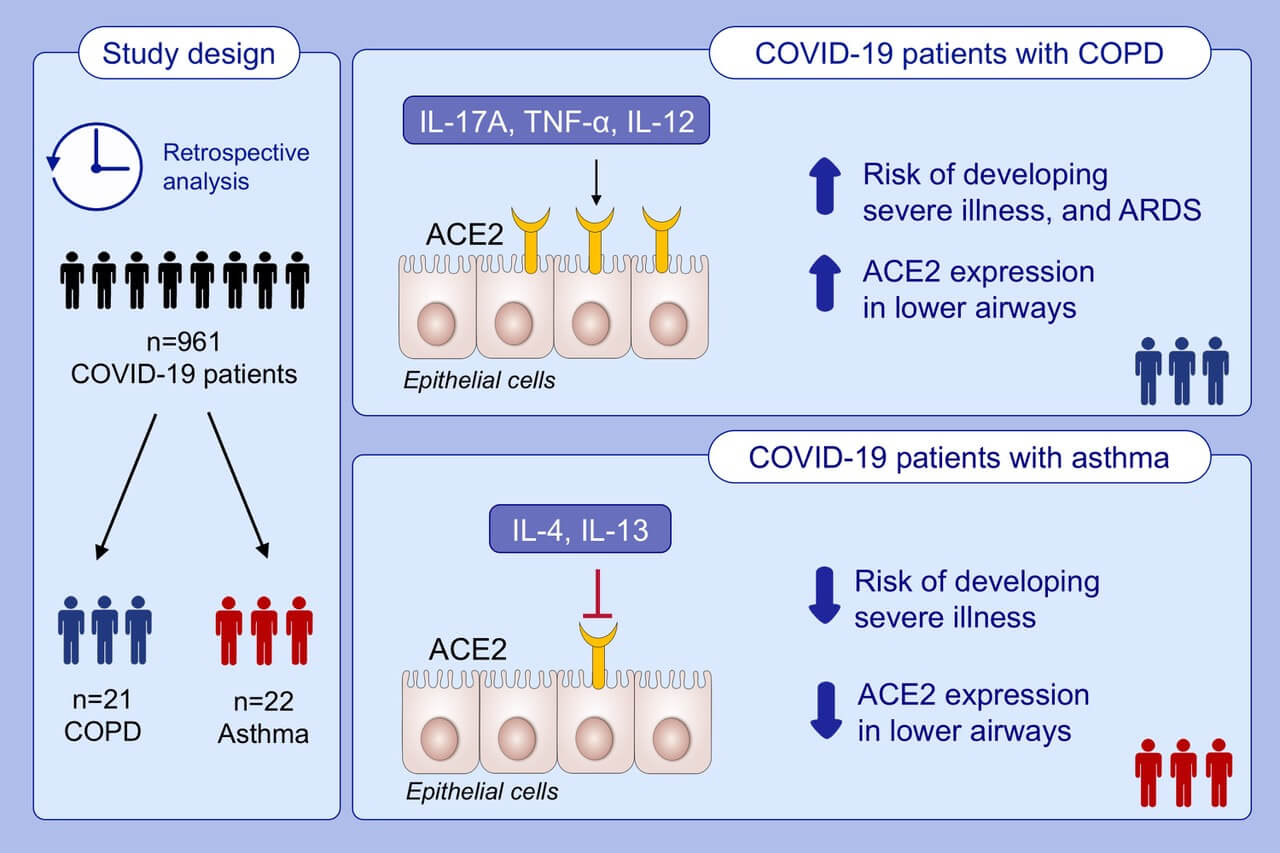 Study design
Retrospective
analysis
n=961
COVID-19 patients
n=21
COPD
n=22
Asthma
COVID-19 patients with COPD
IL-17A, TNF-α, IL-12
ACE2
Epithelial cells
Risk of developing
severe illness, and ARDS
ACE2 expression
in lower airways
COVID-19 patients with asthma
IL-4, IL-13
ACE2
Epithelial cells
Risk of developing
severe illness
ACE2 expression
in lower airways